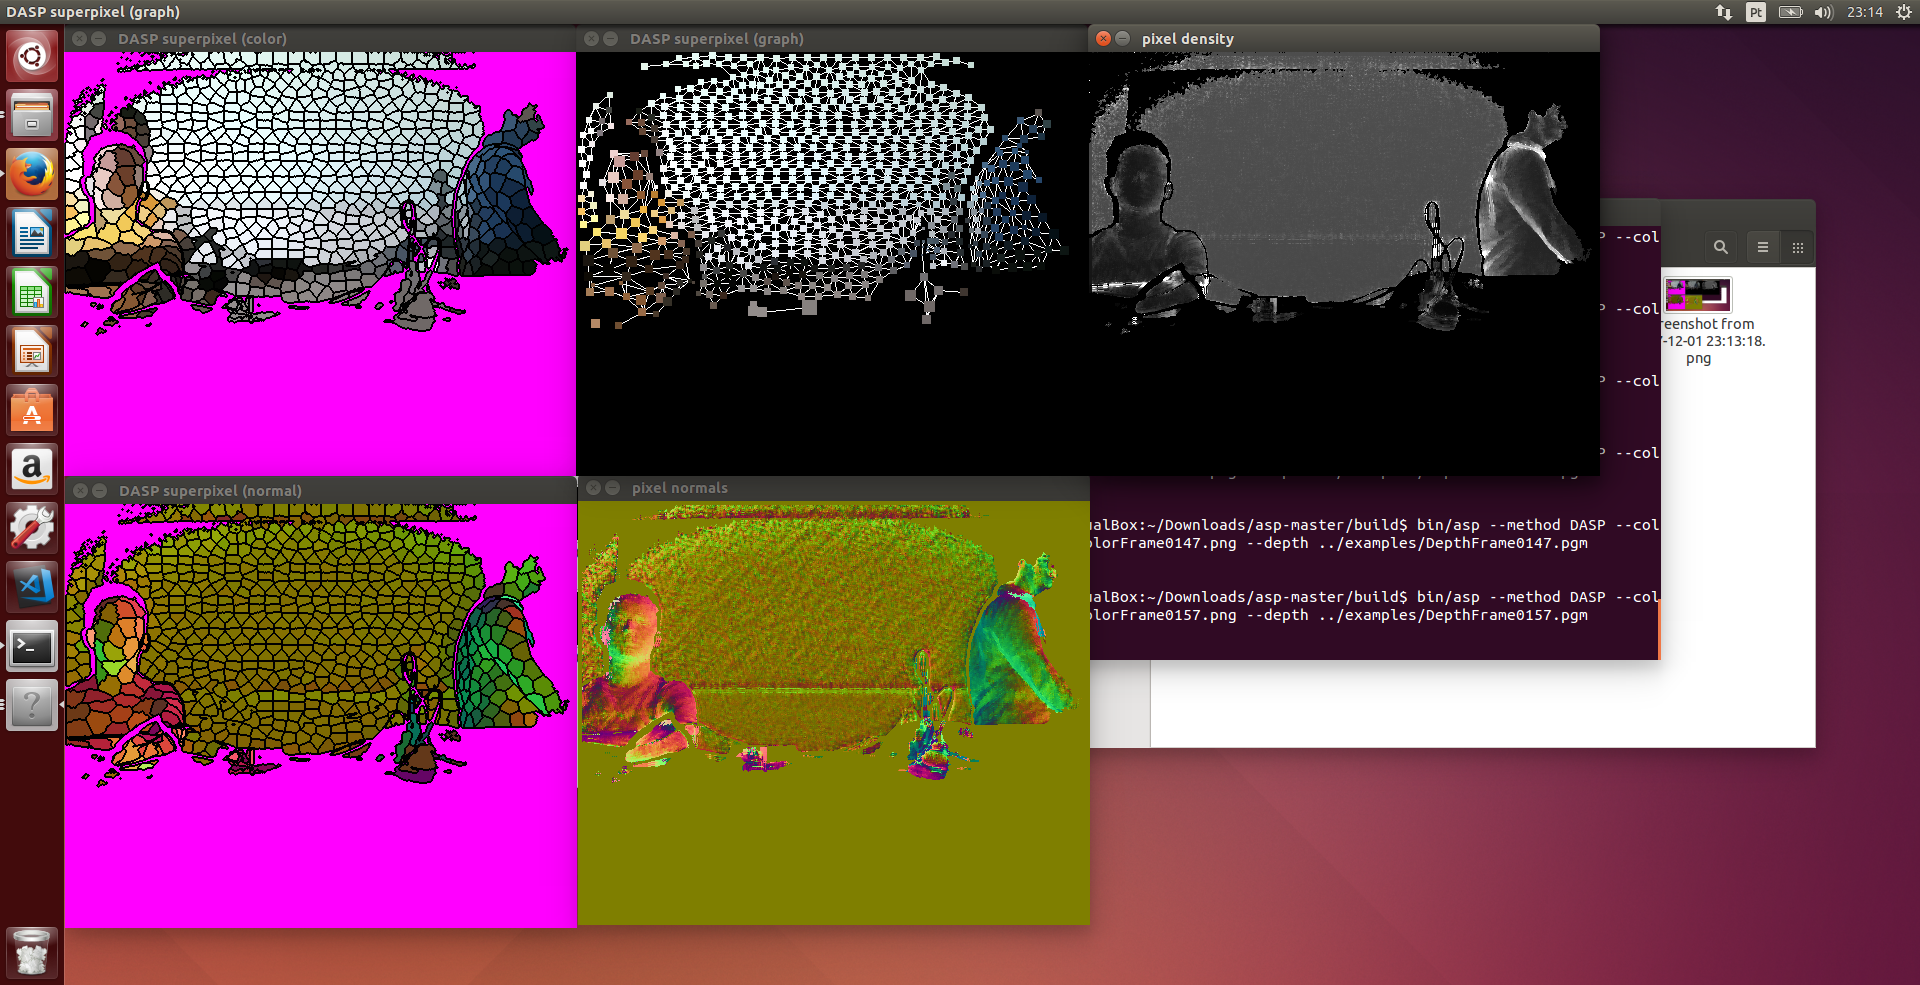 DASP superpixel (graph)
Pt
23:14
DASP superpixel (color)
DASP superpixel (graph)
pixel density
DASP superpixel (normal)
pixel normals
P --col
P --col
P --col
P --col
ualBox:~/Downloads/asp-master/build$ bin/asp --method DASP --col
olorFrame0147.png --depth ../examples/DepthFrame0147.pgm
ualBox:~/Downloads/asp-master/build$ bin/asp --method DASP --col
olorFrame0157.png --depth ../examples/DepthFrame0157.pgm
reenshot from
7-12-01 23:13:18.
png